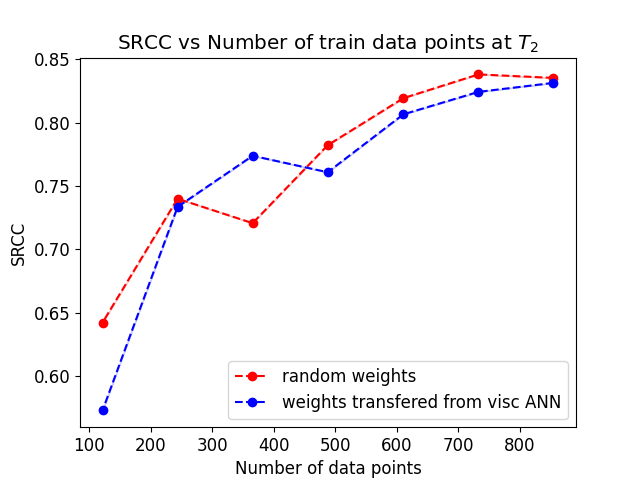 SRCC vs Number of train data points at $T_2$
0.85
0.80
0.75
0.70
0.65
0.60
SRCC
random weights
weights transfered from visc ANN
100 200 300 400 500 600 700 800
Number of data points